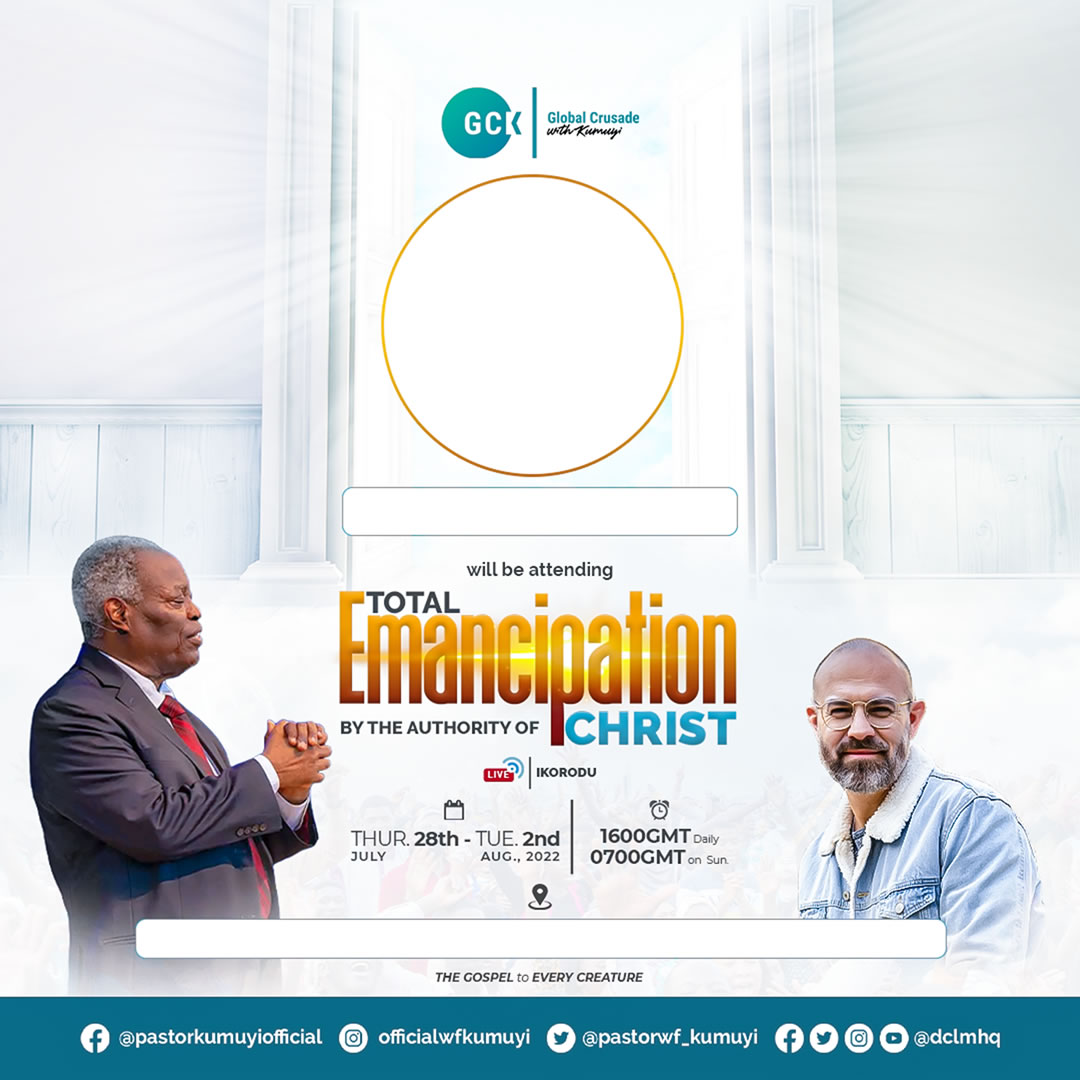 GCK
Global Crusade
with Kumuyi
will be attending
TOTAL
Emancipation
BY THE AUTHORITY OF CHRIST
LIVE IKORODU
THUR. 28th - TUE. 2nd
JULY AUG., 2022
1600GMT Daily
0700GMT on Sun.
THE GOSPEL to EVERY CREATURE
@pastorkumuyiofficial officialwfkumuyi @pastorwf_kumuyi @dclmhq